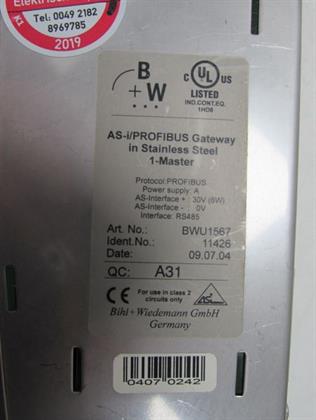 Tel.: 0049 2182
8969785
K1
2019
B
+W
C UL US
LISTED
IND.CONT.EQ.
1HD8
AS-i/PROFIBUS Gateway
in Stainless Steel
1-Master
Protocol:PROFIBUS
Power supply: A
AS-Interface + :30V (8W)
AS-Interface - :0V
Interface: RS485
Art. No.: BWU1567
Ident.No.: 11426
Date: 09.07.04
QC: A31
CE For use in class 2
circuits only
Bihl+Wiedemann GmbH
Germany
0407 0242